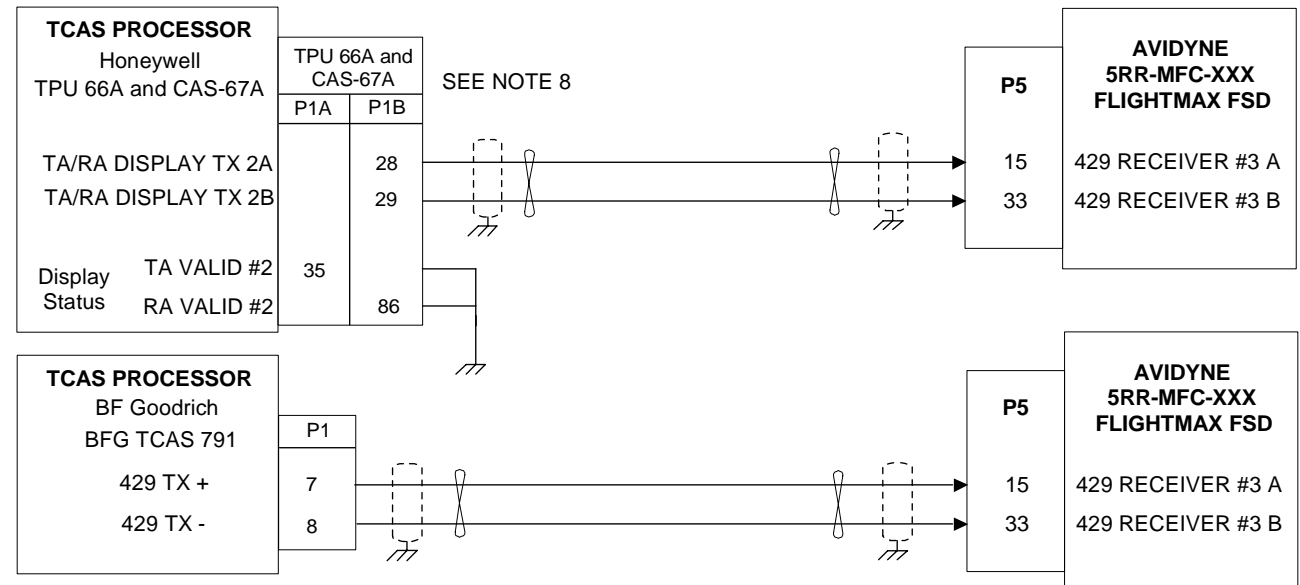 TCAS PROCESSOR
Honeywell
TPU 66A and CAS-67A
TPU 66A and
CAS-67A
P1A
P1B
SEE NOTE 8
TA/RA DISPLAY TX 2A
28
TA/RA DISPLAY TX 2B
29
Display
Status
TA VALID #2
35
RA VALID #2
86
P5
15
33
AVIDYNE
5RR-MFC-XXX
FLIGHTMAX FSD
429 RECEIVER #3 A
429 RECEIVER #3 B
TCAS PROCESSOR
BF Goodrich
BFG TCAS 791
P1
429 TX +
7
429 TX -
8
P5
15
33
AVIDYNE
5RR-MFC-XXX
FLIGHTMAX FSD
429 RECEIVER #3 A
429 RECEIVER #3 B